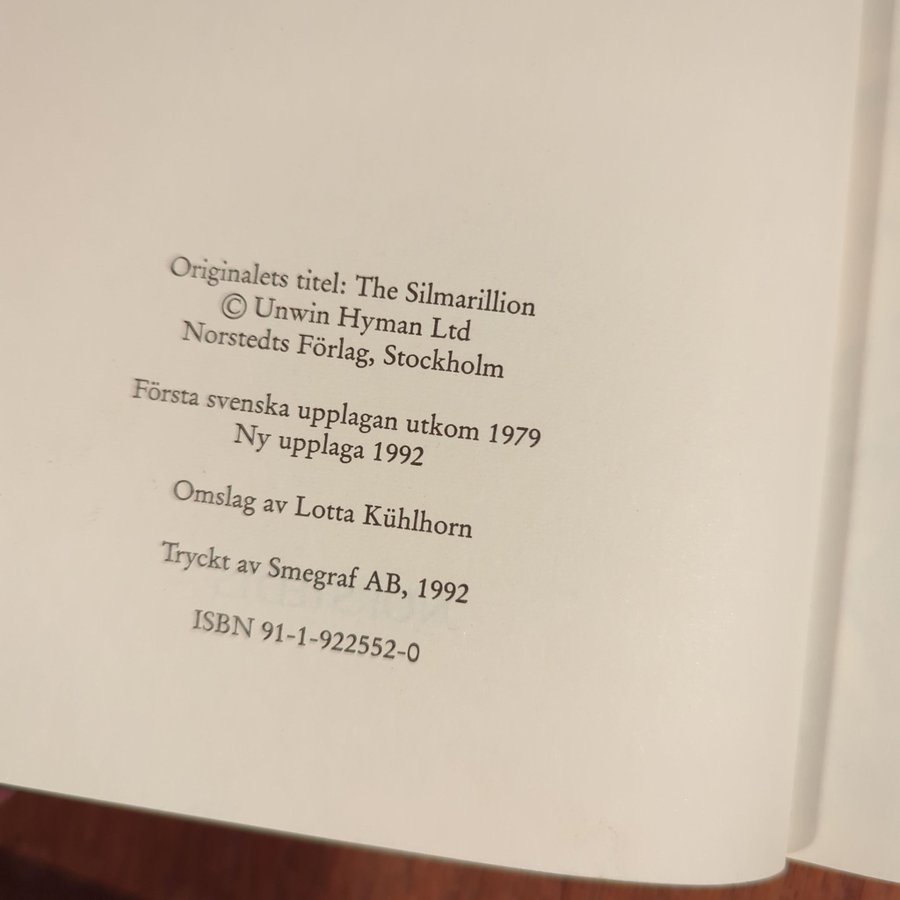 Originalets titel: The Silmarillion
© Unwin Hyman Ltd
Norstedts Förlag, Stockholm
Första svenska upplagan utkom 1979
Ny upplaga 1992
Omslag av Lotta Kühlhorn
Tryckt av Smegraf AB, 1992
ISBN 91-1-922552-0